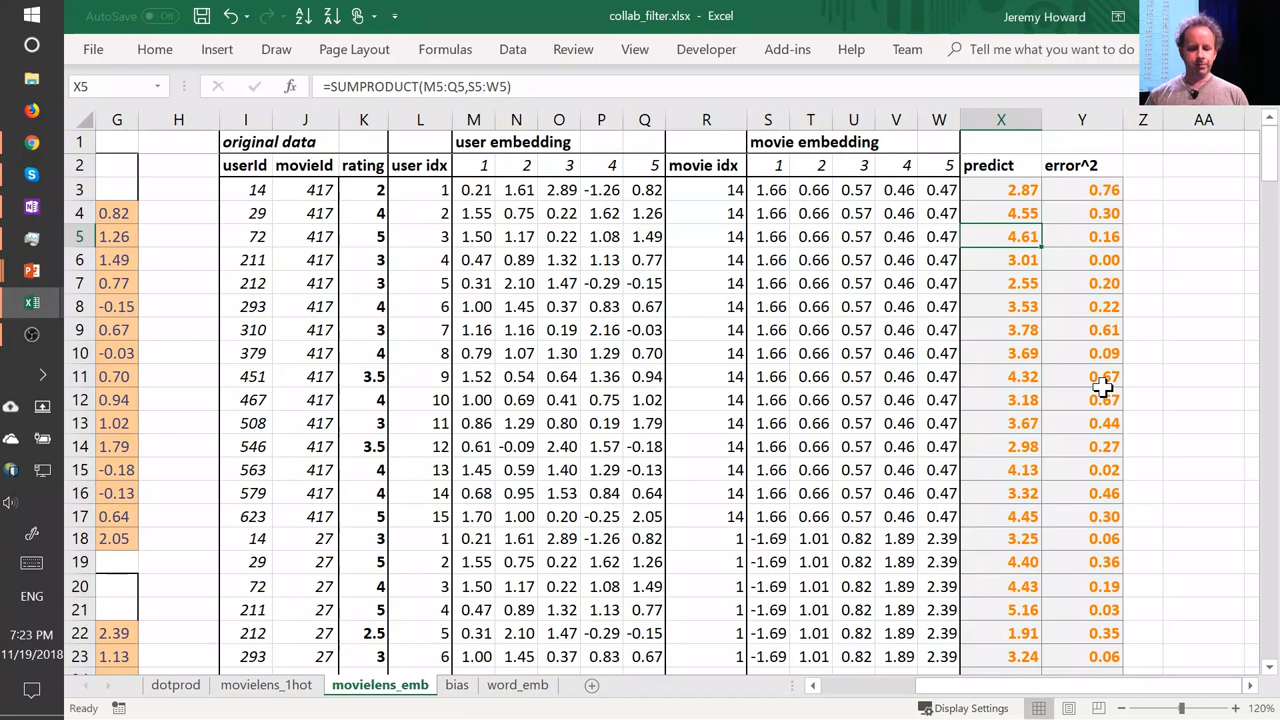 AutoSave Off
collab_filter.xlsx - Excel
Jeremy Howard
File Home Insert Draw Page Layout Formulas Data Review View Developer Add-ins Help Team Tell me what you want to do
X5 fx =SUMPRODUCT(M5:Q5,S5:W5)
G H I J K L M N O P Q R S T U V W X Y Z AA
1 original data user embedding movie embedding
2 userId movieId rating user idx 1 2 3 4 5 movie idx 1 2 3 4 5 predict error^2
3 14 417 2 1 0.21 1.61 2.89 -1.26 0.82 14 1.66 0.66 0.57 0.46 0.47 2.87 0.76
4 0.82 29 417 4 2 1.55 0.75 0.22 1.62 1.26 14 1.66 0.66 0.57 0.46 0.47 4.55 0.30
5 1.26 72 417 5 3 1.50 1.17 0.22 1.08 1.49 14 1.66 0.66 0.57 0.46 0.47 4.61 0.16
6 1.49 211 417 3 4 0.47 0.89 1.32 1.13 0.77 14 1.66 0.66 0.57 0.46 0.47 3.01 0.00
7 0.77 212 417 3 5 0.31 2.10 1.47 -0.29 -0.15 14 1.66 0.66 0.57 0.46 0.47 2.55 0.20
8 -0.15 293 417 4 6 1.00 1.45 0.37 0.83 0.67 14 1.66 0.66 0.57 0.46 0.47 3.53 0.22
9 0.67 310 417 3 7 1.16 1.16 0.19 2.16 -0.03 14 1.66 0.66 0.57 0.46 0.47 3.78 0.61
10 -0.03 379 417 4 8 0.79 1.07 1.30 1.29 0.70 14 1.66 0.66 0.57 0.46 0.47 3.69 0.09
11 0.70 451 417 3.5 9 1.52 0.54 0.64 1.36 0.94 14 1.66 0.66 0.57 0.46 0.47 4.32 0.67
12 0.94 467 417 4 10 1.00 0.69 0.41 0.75 1.02 14 1.66 0.66 0.57 0.46 0.47 3.18 0.67
13 1.02 508 417 3 11 0.86 1.29 0.80 0.19 1.79 14 1.66 0.66 0.57 0.46 0.47 3.67 0.44
14 1.79 546 417 3.5 12 0.61 -0.09 2.40 1.57 -0.18 14 1.66 0.66 0.57 0.46 0.47 2.98 0.27
15 -0.18 563 417 4 13 1.45 0.59 1.40 1.29 -0.13 14 1.66 0.66 0.57 0.46 0.47 4.13 0.02
16 -0.13 579 417 4 14 0.68 0.95 1.53 0.84 0.64 14 1.66 0.66 0.57 0.46 0.47 3.32 0.46
17 0.64 623 417 5 15 1.70 1.00 0.20 -0.25 2.05 14 1.66 0.66 0.57 0.46 0.47 4.45 0.30
18 2.05 14 27 3 1 0.21 1.61 2.89 -1.26 0.82 1 -1.69 1.01 0.82 1.89 2.39 3.25 0.06
19 29 27 5 2 1.55 0.75 0.22 1.62 1.26 1 -1.69 1.01 0.82 1.89 2.39 4.40 0.36
20 72 27 4 3 1.50 1.17 0.22 1.08 1.49 1 -1.69 1.01 0.82 1.89 2.39 4.43 0.19
21 211 27 5 4 0.47 0.89 1.32 1.13 0.77 1 -1.69 1.01 0.82 1.89 2.39 5.16 0.03
22 2.39 212 27 2.5 5 0.31 2.10 1.47 -0.29 -0.15 1 -1.69 1.01 0.82 1.89 2.39 1.91 0.35
23 1.13 293 27 3 6 1.00 1.45 0.37 0.83 0.67 1 -1.69 1.01 0.82 1.89 2.39 3.24 0.06
dotprod movielens_1hot movielens_emb bias word_emb
Ready Display Settings 120%
ENG
7:23 PM
11/19/2018